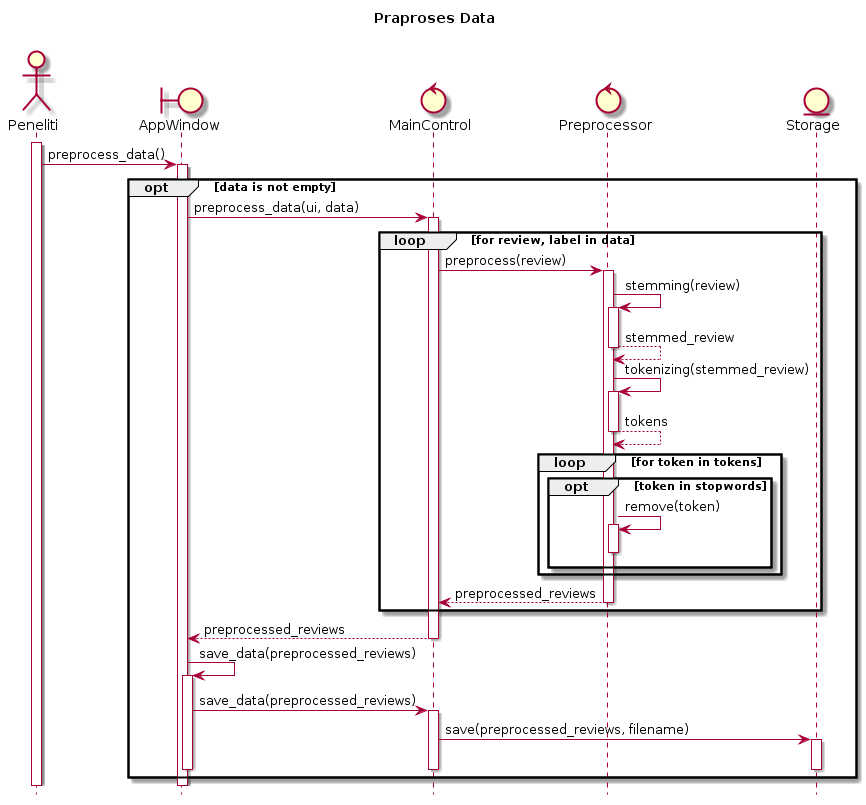 Praproses Data
Peneliti
AppWindow
MainControl
Preprocessor
Storage
preprocess_data()
opt [data is not empty]
preprocess_data(ui, data)
loop [for review, label in data]
preprocess(review)
stemming(review)
stemmed_review
tokenizing(stemmed_review)
tokens
loop [for token in tokens]
opt [token in stopwords]
remove(token)
preprocessed_reviews
preprocessed_reviews
save_data(preprocessed_reviews)
save_data(preprocessed_reviews)
save(preprocessed_reviews, filename)